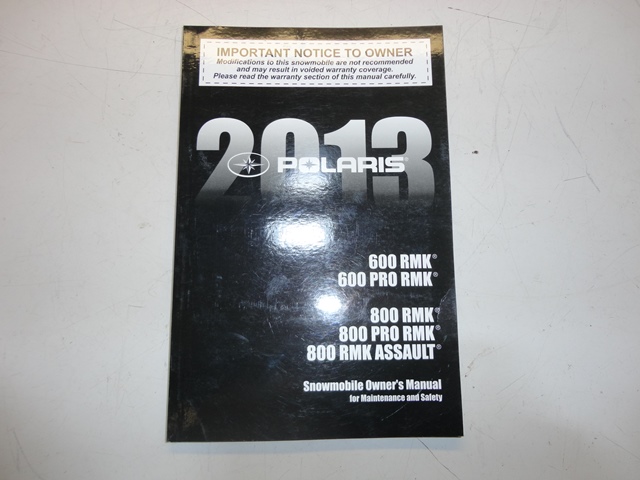 IMPORTANT NOTICE TO OWNER
Modifications to this snowmobile are not recommended
and may result in voided warranty coverage.
Please read the warranty section of this manual carefully.
2013
POLARIS®
600 RMK®
600 PRO RMK®
800 RMK®
800 PRO RMK®
800 RMK ASSAULT®
Snowmobile Owner's Manual
for Maintenance and Safety